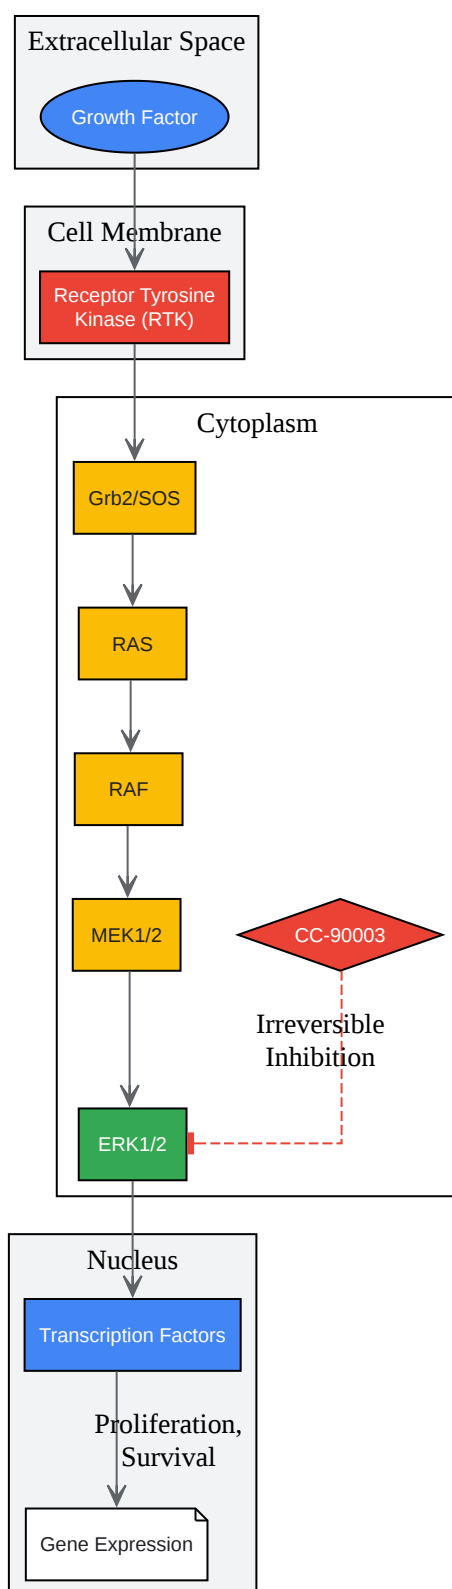 Extracellular Space
Growth Factor
Cell Membrane
Receptor Tyrosine
Kinase (RTK)
Cytoplasm
Grb2/SOS
RAS
RAF
MEK1/2
CC-90003
Irreversible
Inhibition
ERK1/2
Nucleus
Transcription Factors
Proliferation,
Survival
Gene Expression